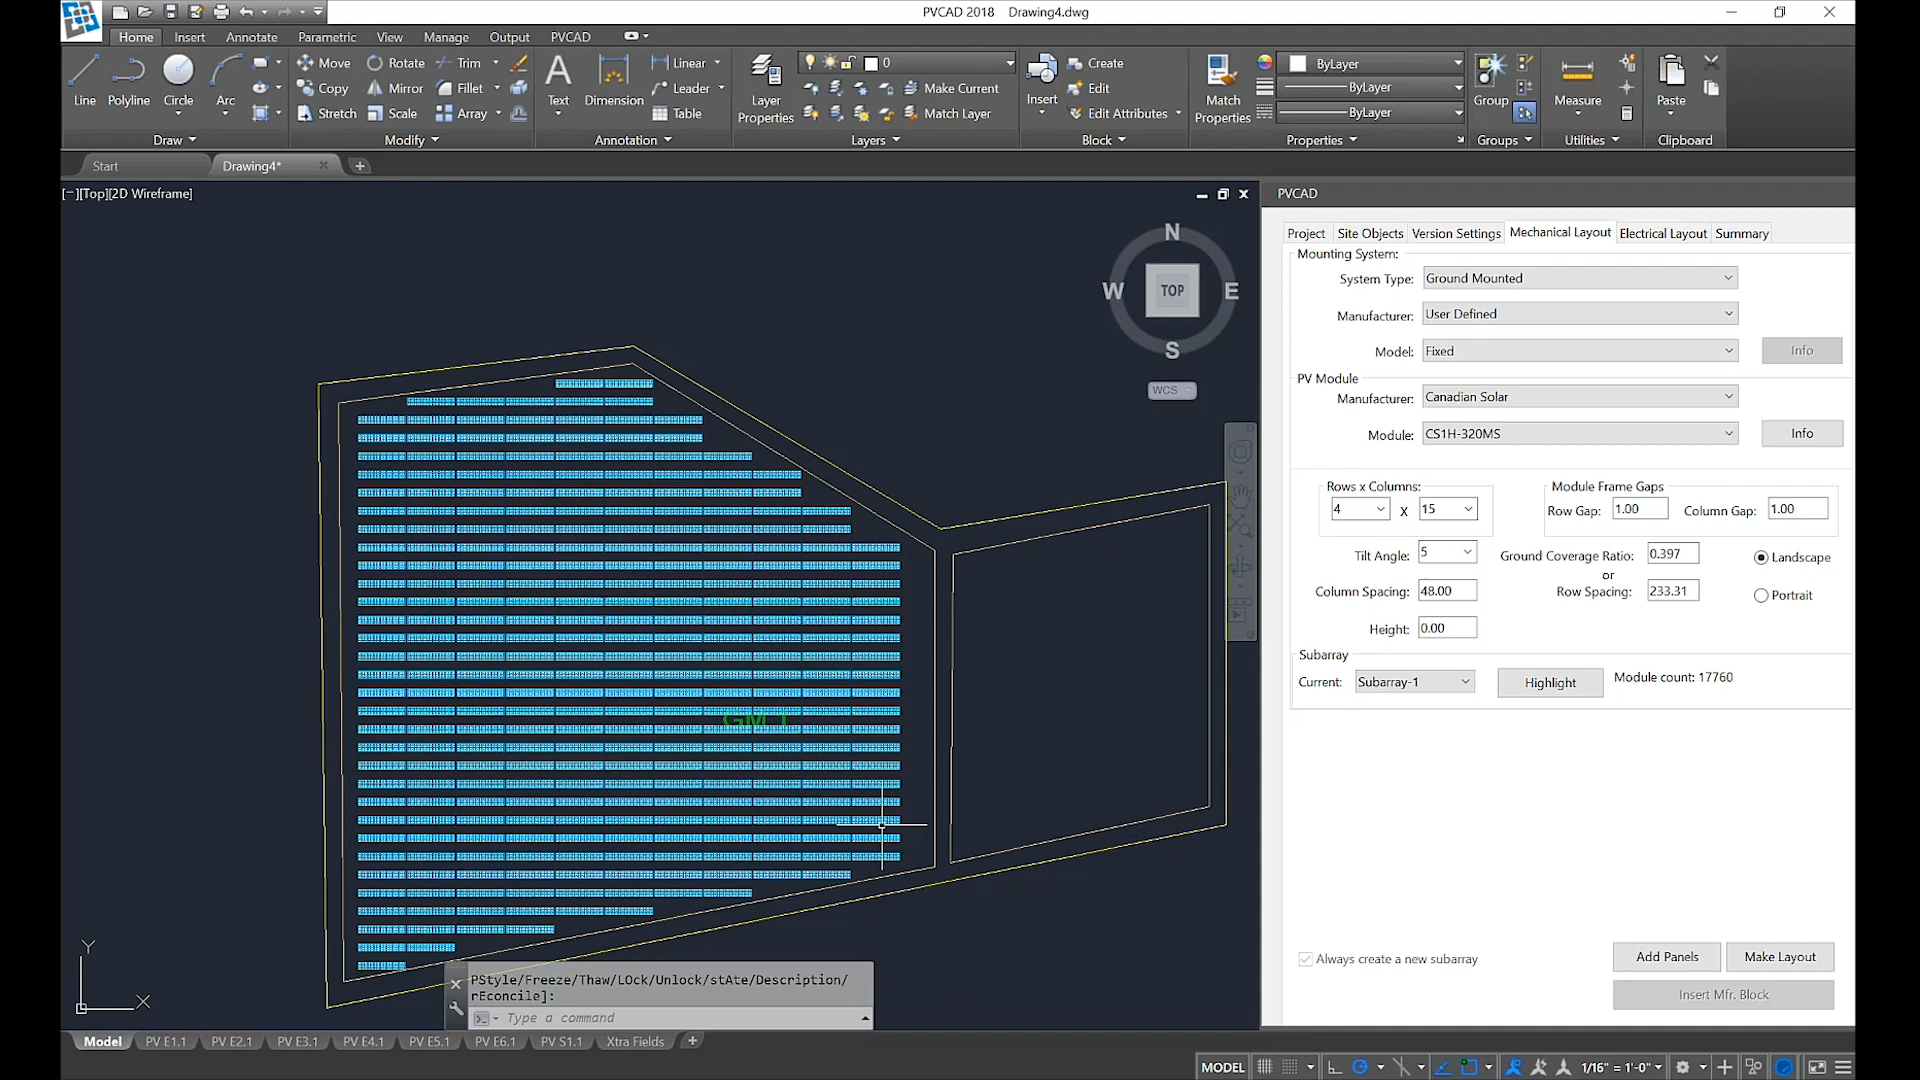 PVCAD 2018 Drawing4.dwg
Home Insert Annotate Parametric View Manage Output PVCAD
Line Polyline Circle Arc
Move Rotate Trim
Copy Mirror Fillet
Stretch Scale Array
Text Dimension
Linear
Leader
Table
Layer Properties
0
Make Current
Match Layer
Insert
Create
Edit
Edit Attributes
Match Properties
ByLayer
ByLayer
ByLayer
Group
Measure
Paste
Draw Modify Annotation Layers Block Properties Groups Utilities Clipboard
Start Drawing4*
[−][Top][2D Wireframe]
N
W TOP E
S
WCS
GM 1
Y
X
PStyle/Freeze/Thaw/LOck/Unlock/stAte/Description/
rEconcile]:
Type a command
PVCAD
Project Site Objects Version Settings Mechanical Layout Electrical Layout Summary
Mounting System:
System Type: Ground Mounted
Manufacturer: User Defined
Model: Fixed Info
PV Module
Manufacturer: Canadian Solar
Module: CS1H-320MS Info
Rows x Columns:
4 X 15
Module Frame Gaps
Row Gap: 1.00 Column Gap: 1.00
Tilt Angle: 5 Ground Coverage Ratio: 0.397 Landscape
or
Column Spacing: 48.00 Row Spacing: 233.31 Portrait
Height: 0.00
Subarray
Current: Subarray-1 Highlight Module count: 17760
Always create a new subarray Add Panels Make Layout
Insert Mfr. Block
Model PV E1.1 PV E2.1 PV E3.1 PV E4.1 PV E5.1 PV E6.1 PV S1.1 Xtra Fields
MODEL 1/16" = 1'-0"